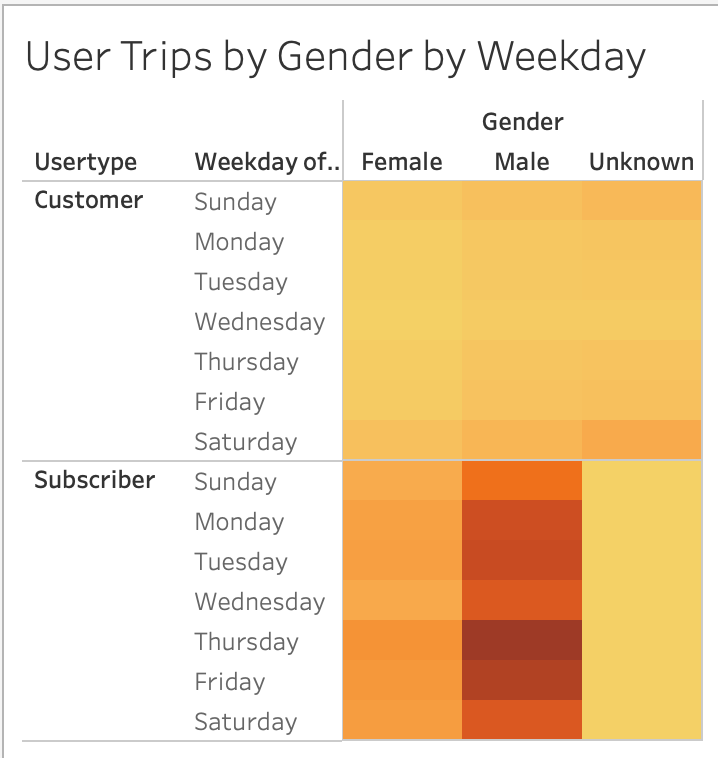 User Trips by Gender by Weekday
Gender
Usertype Weekday of.. Female Male Unknown
Customer Sunday
Monday
Tuesday
Wednesday
Thursday
Friday
Saturday
Subscriber Sunday
Monday
Tuesday
Wednesday
Thursday
Friday
Saturday